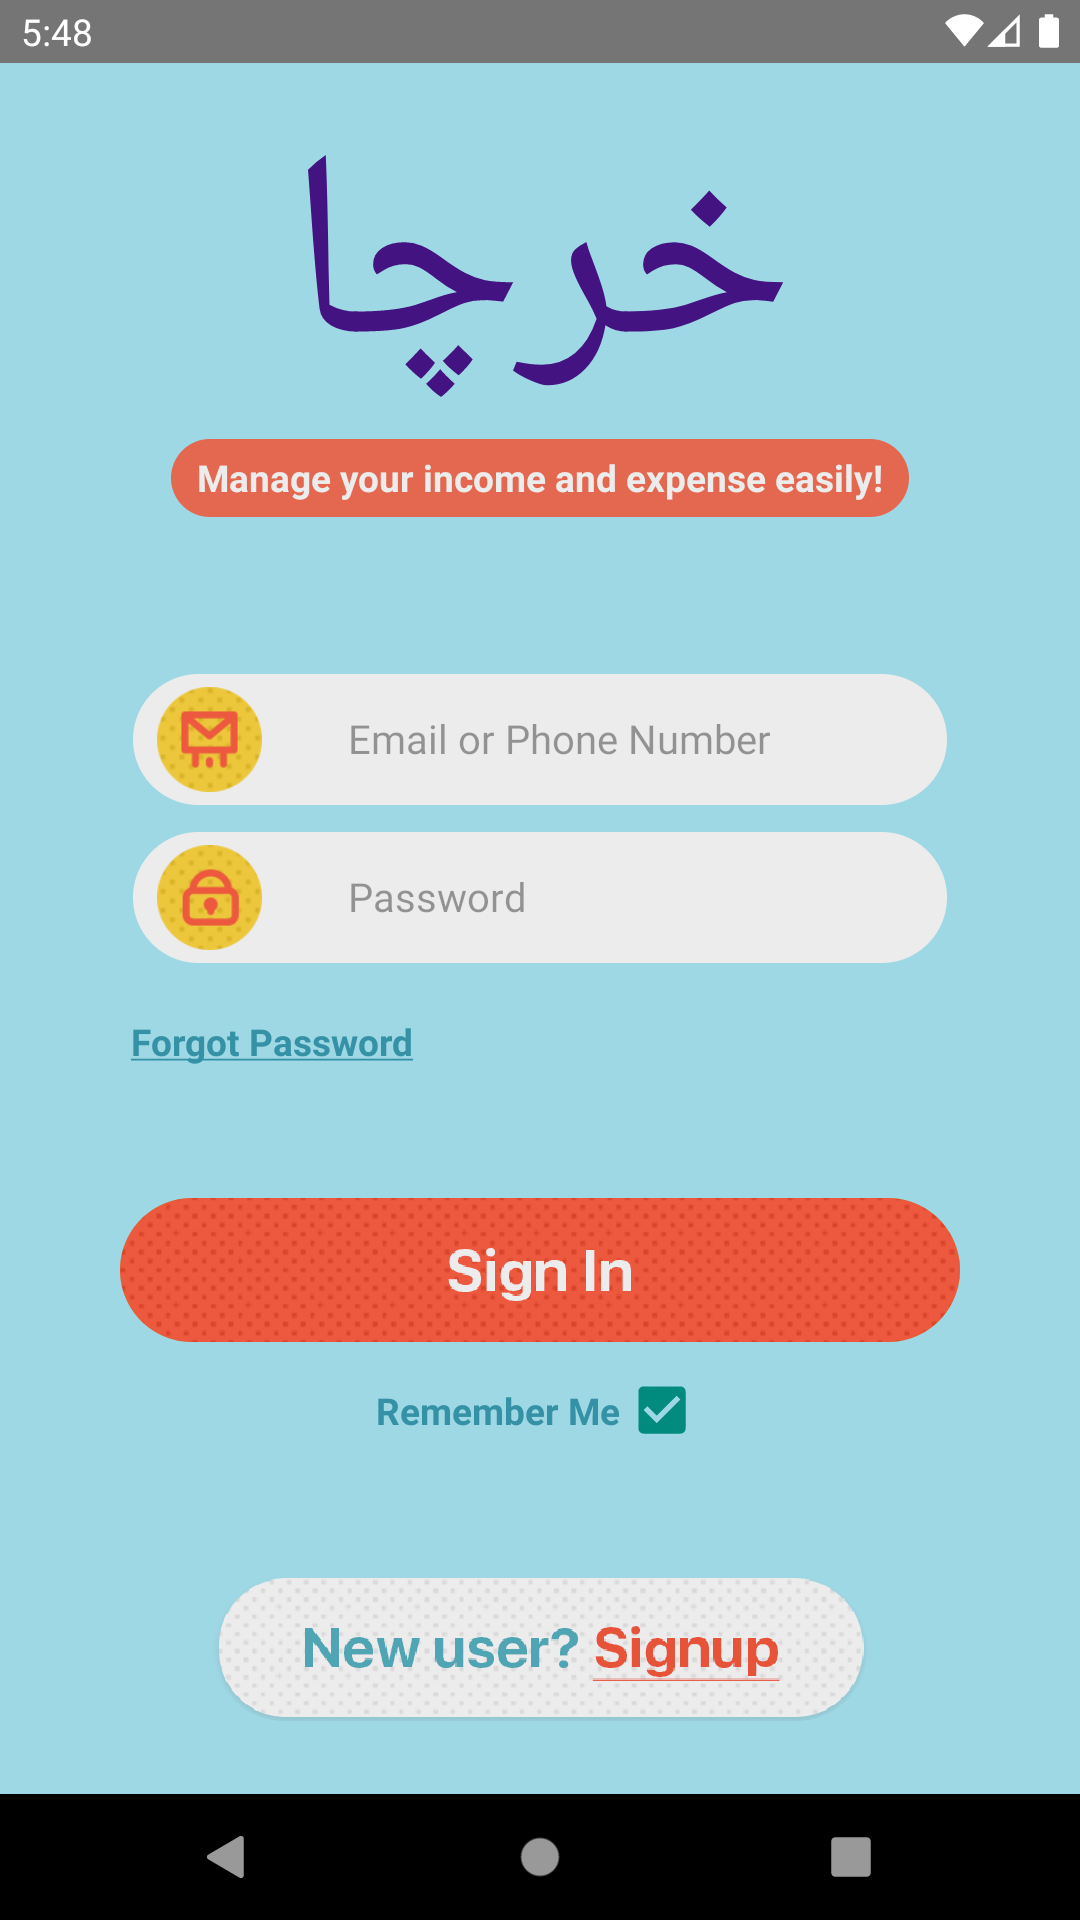 5:48
خرچا
Manage your income and expense easily!
Email or Phone Number
Password
Forgot Password
Sign In
Remember Me
New user? Signup